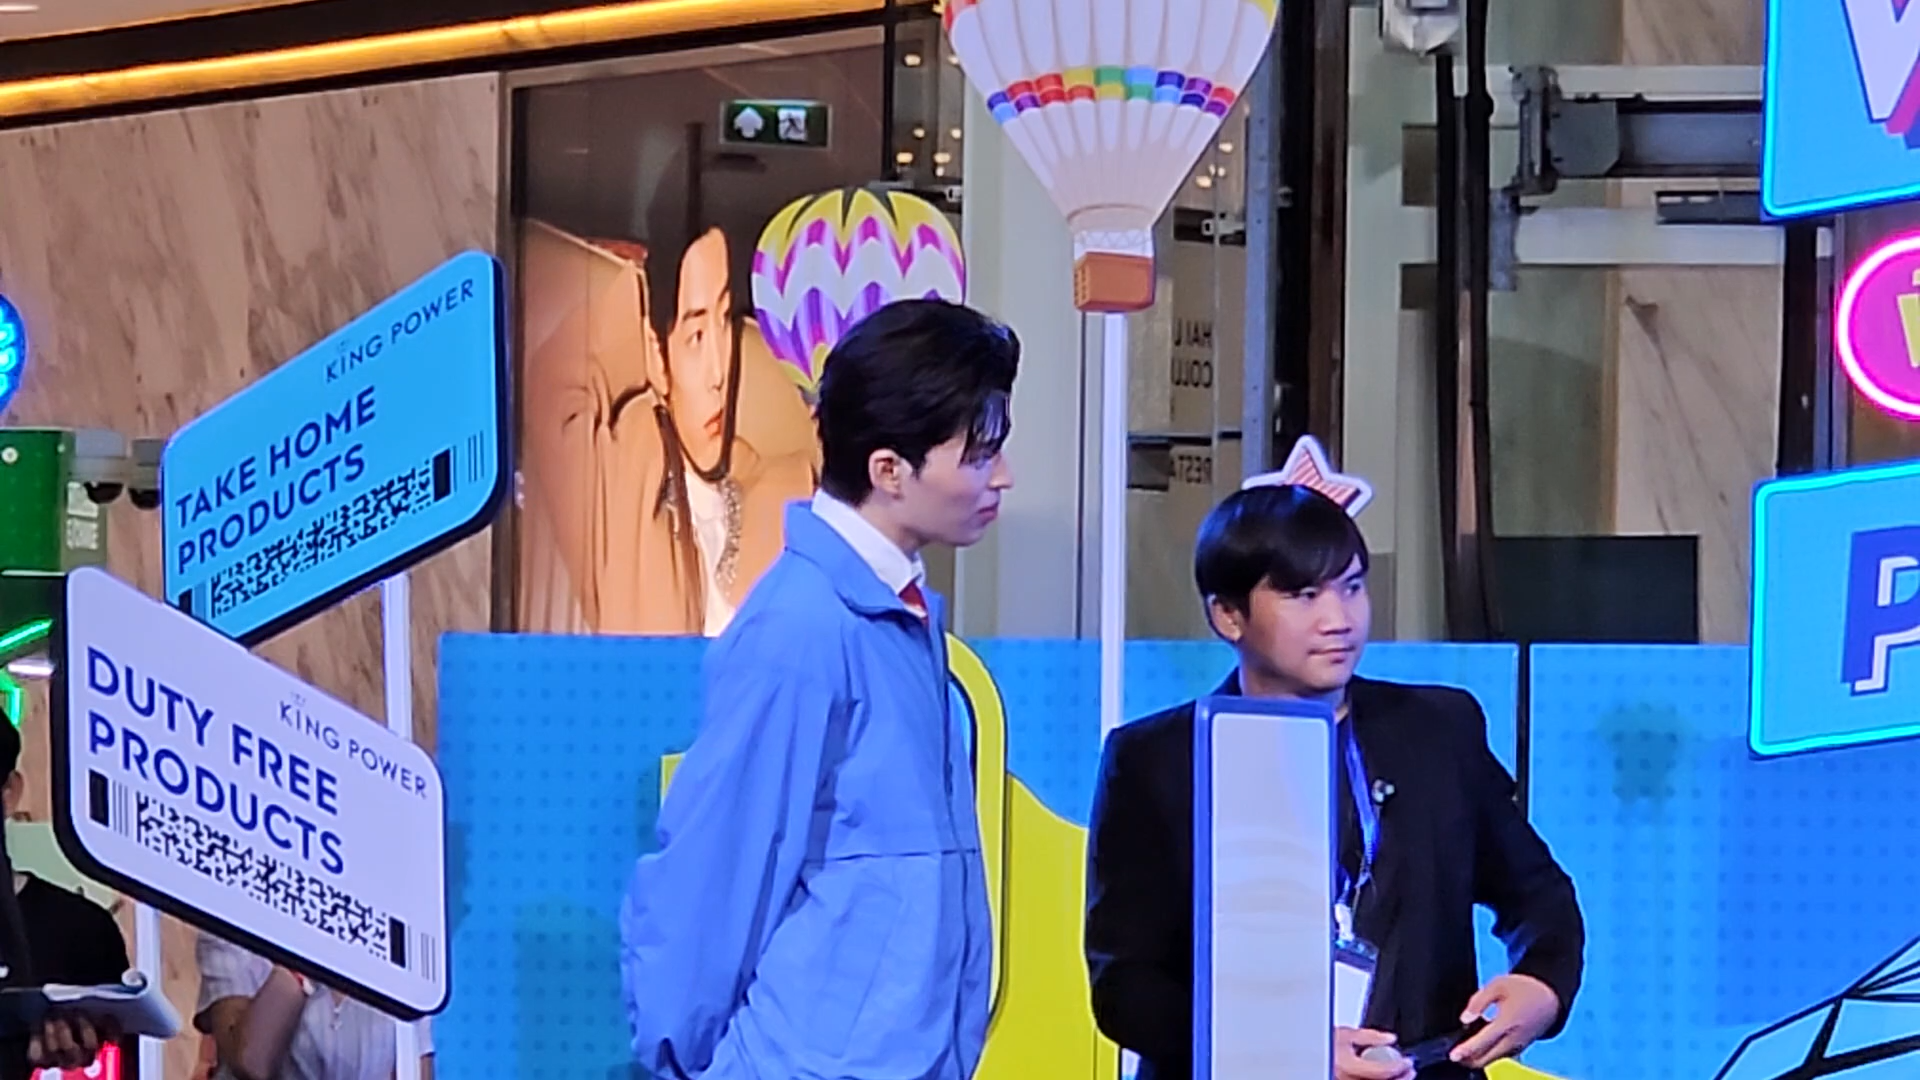 KING POWER
TAKE HOME
PRODUCTS
KING POWER
DUTY FREE
PRODUCTS
W
P